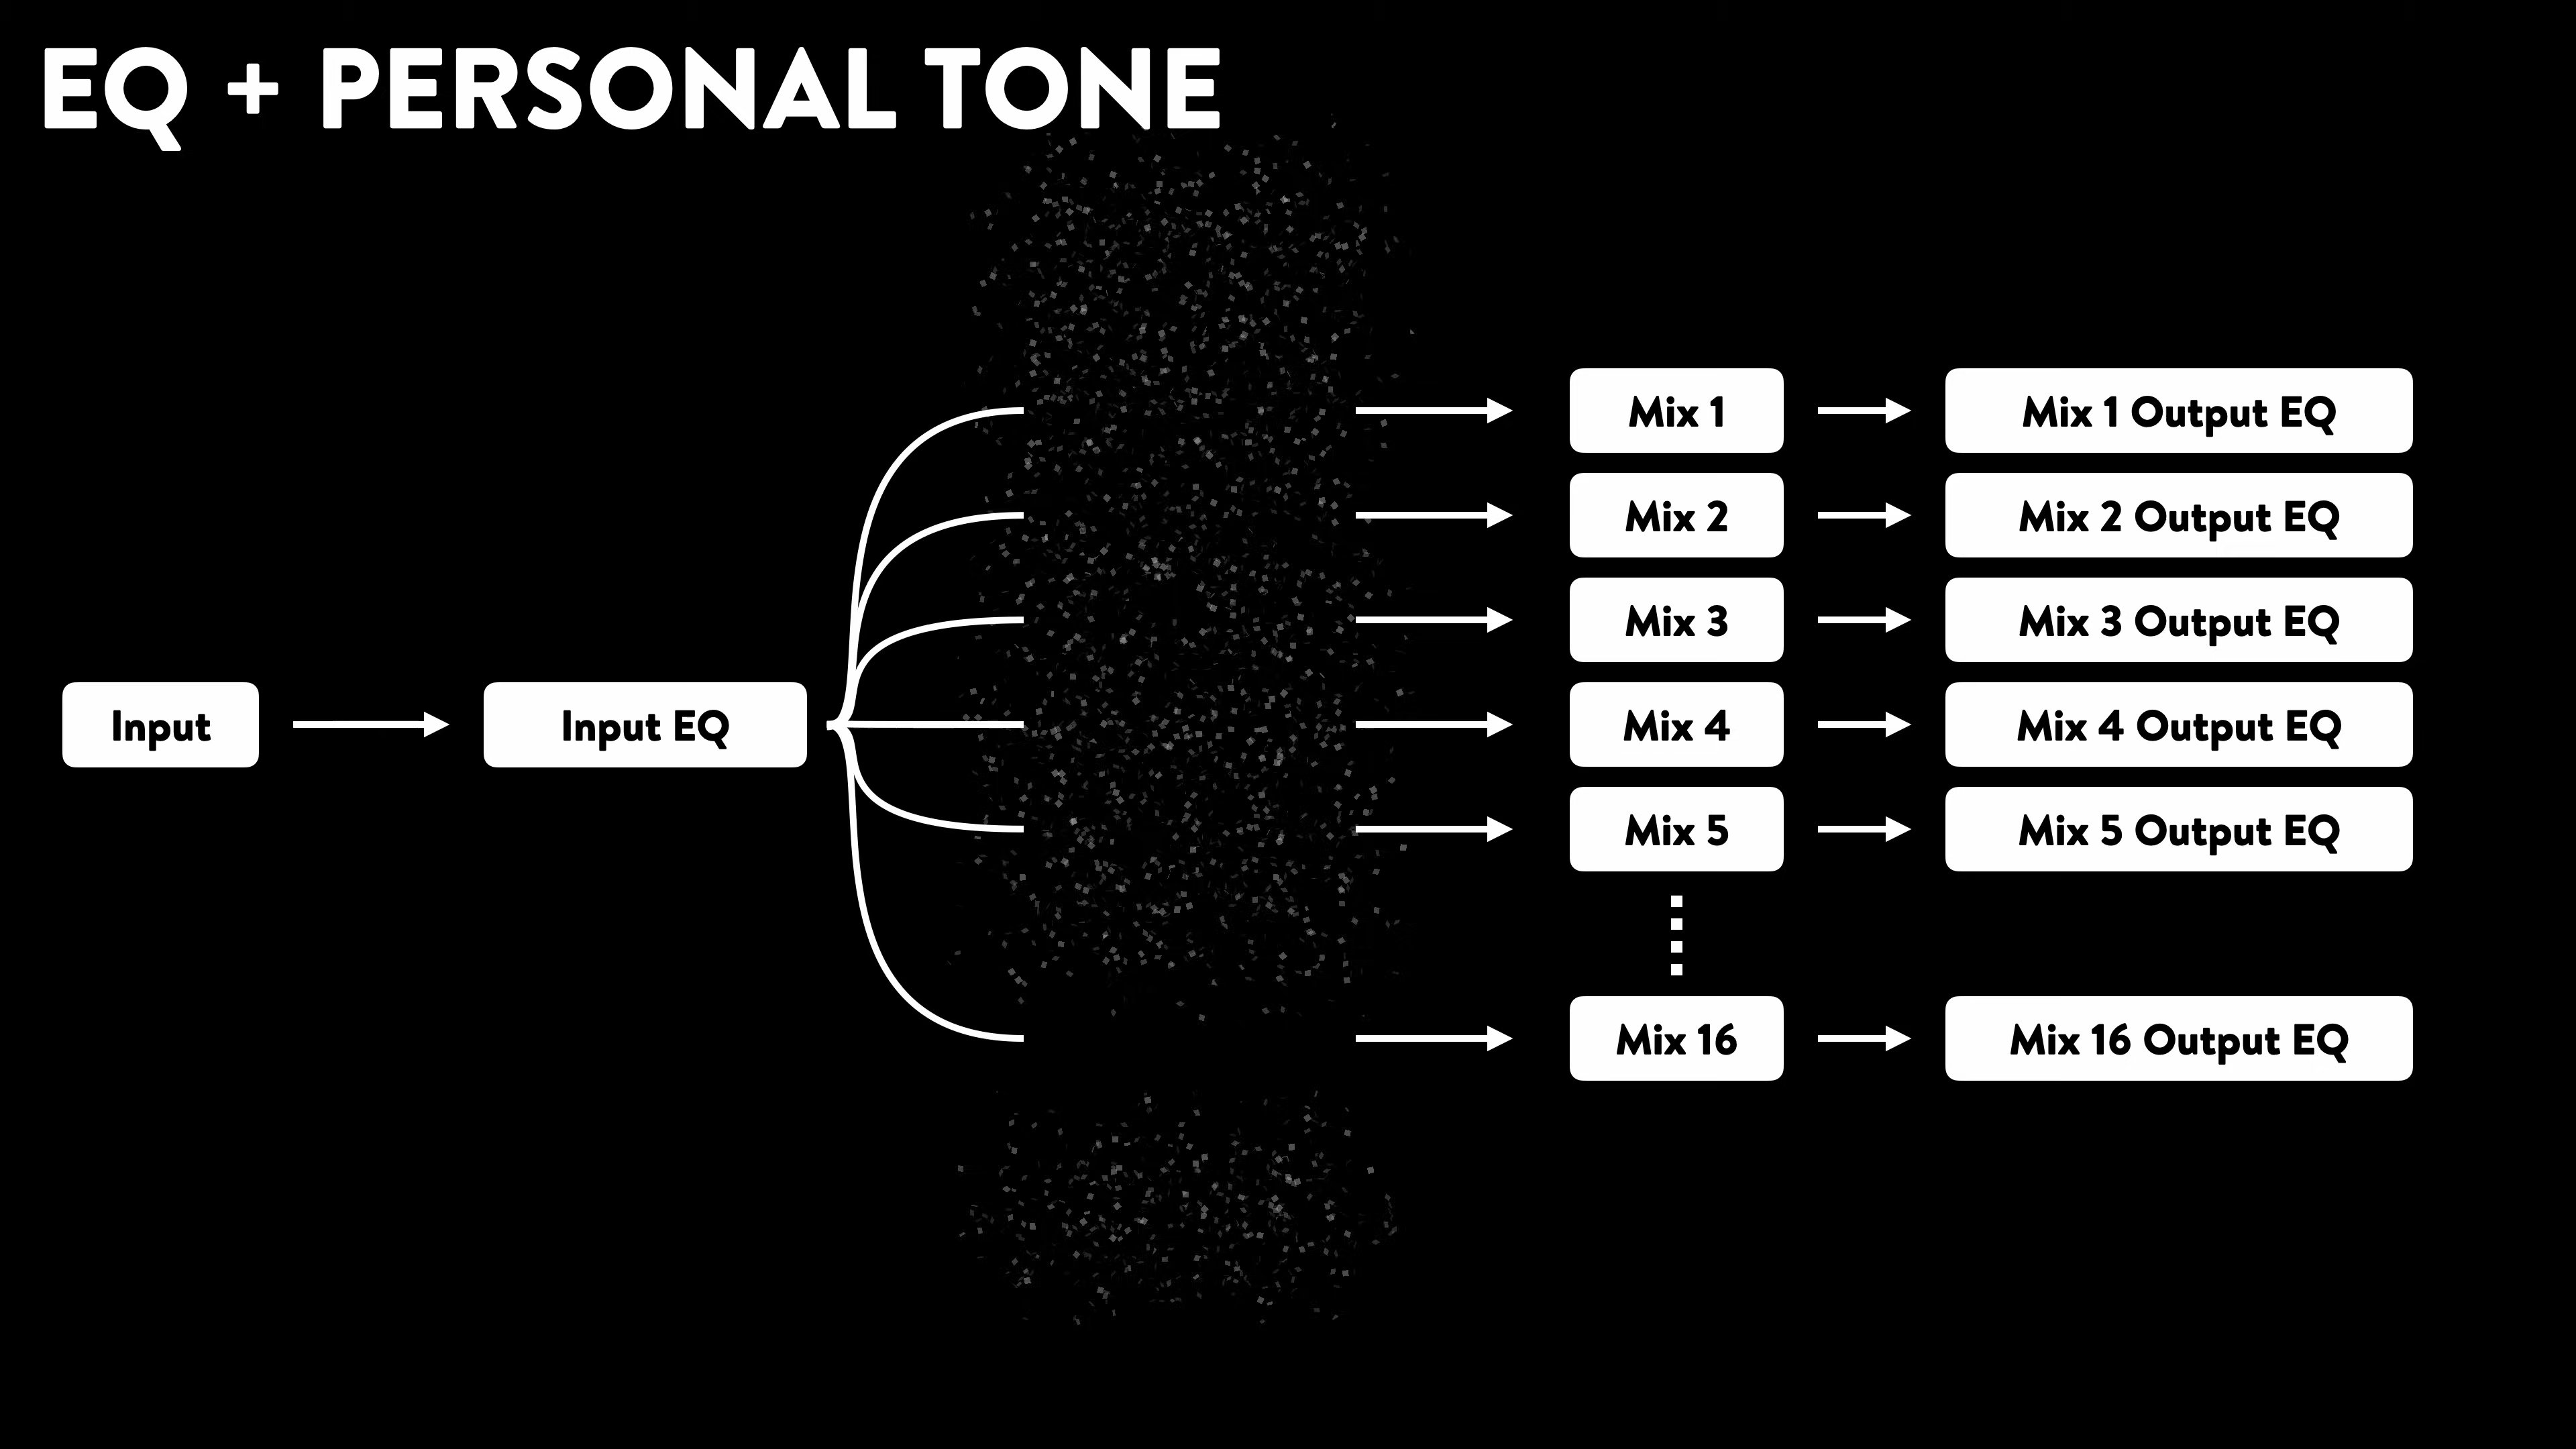 EQ + PERSONAL TONE
Mix 1
Mix 1 Output EQ
Mix 2
Mix 2 Output EQ
Mix 3
Mix 3 Output EQ
Input
Input EQ
Mix 4
Mix 4 Output EQ
Mix 5
Mix 5 Output EQ
Mix 16
Mix 16 Output EQ